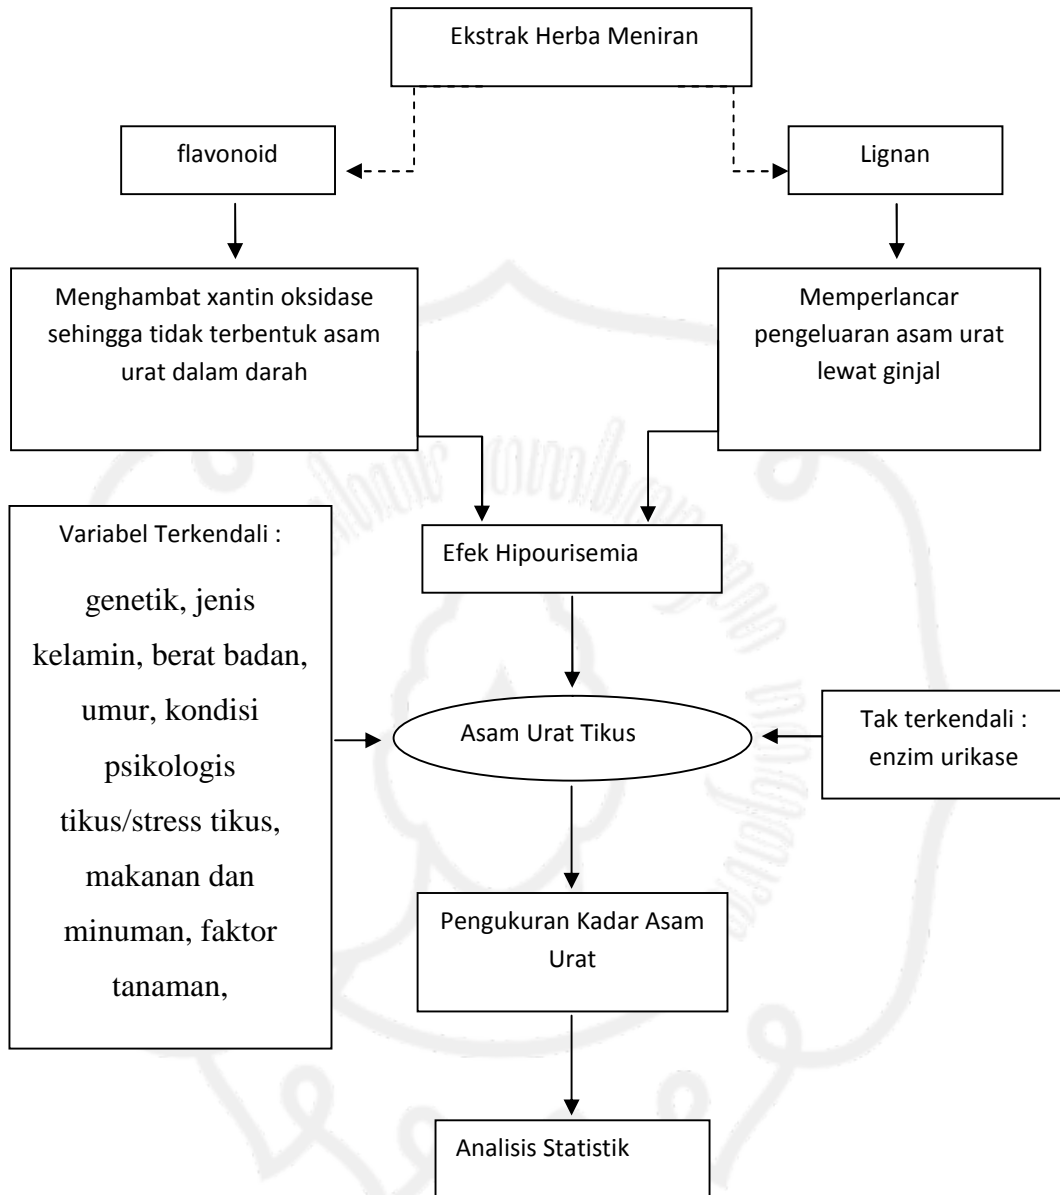 Ekstrak Herba Meniran
flavonoid
Lignan
Menghambat xantin oksidase
sehingga tidak terbentuk asam
urat dalam darah
Memperlancar
pengeluaran asam urat
lewat ginjal
Variabel Terkendali :
genetik, jenis
kelamin, berat badan,
umur, kondisi
psikologis
tikus/stress tikus,
makanan dan
minuman, faktor
tanaman,
Efek Hipourisemia
Asam Urat Tikus
Tak terkendali :
enzim urikase
Pengukuran Kadar Asam
Urat
Analisis Statistik